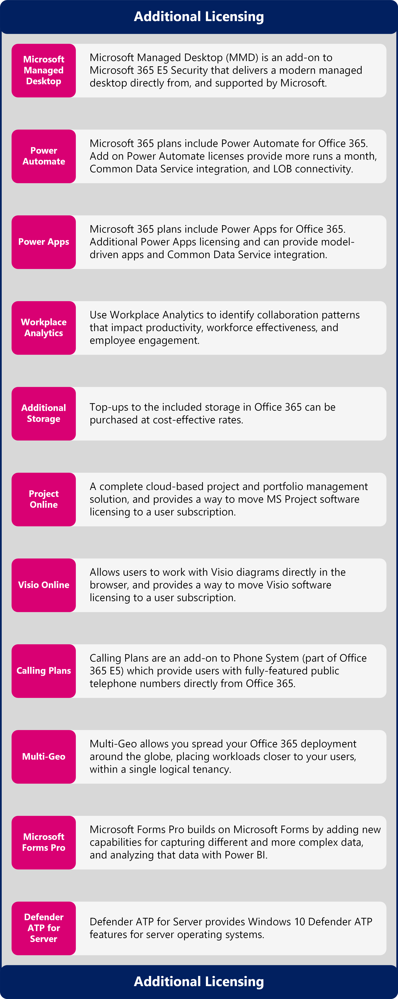 Additional Licensing
Microsoft
Managed
Desktop
Microsoft Managed Desktop (MMD) is an add-on to
Microsoft 365 E5 Security that delivers a modern managed
desktop directly from, and supported by Microsoft.
Power
Automate
Microsoft 365 plans include Power Automate for Office 365.
Add on Power Automate licenses provide more runs a month,
Common Data Service integration, and LOB connectivity.
Power Apps
Microsoft 365 plans include Power Apps for Office 365.
Additional Power Apps licensing and can provide model-
driven apps and Common Data Service integration.
Workplace
Analytics
Use Workplace Analytics to identify collaboration patterns
that impact productivity, workforce effectiveness, and
employee engagement.
Additional
Storage
Top-ups to the included storage in Office 365 can be
purchased at cost-effective rates.
Project
Online
A complete cloud-based project and portfolio management
solution, and provides a way to move MS Project software
licensing to a user subscription.
Visio Online
Allows users to work with Visio diagrams directly in the
browser, and provides a way to move Visio software
licensing to a user subscription.
Calling Plans
Calling Plans are an add-on to Phone System (part of Office
365 E5) which provide users with fully-featured public
telephone numbers directly from Office 365.
Multi-Geo
Multi-Geo allows you spread your Office 365 deployment
around the globe, placing workloads closer to your users,
within a single logical tenancy.
Microsoft
Forms Pro
Microsoft Forms Pro builds on Microsoft Forms by adding new
capabilities for capturing different and more complex data,
and analyzing that data with Power BI.
Defender
ATP for
Server
Defender ATP for Server provides Windows 10 Defender ATP
features for server operating systems.
Additional Licensing